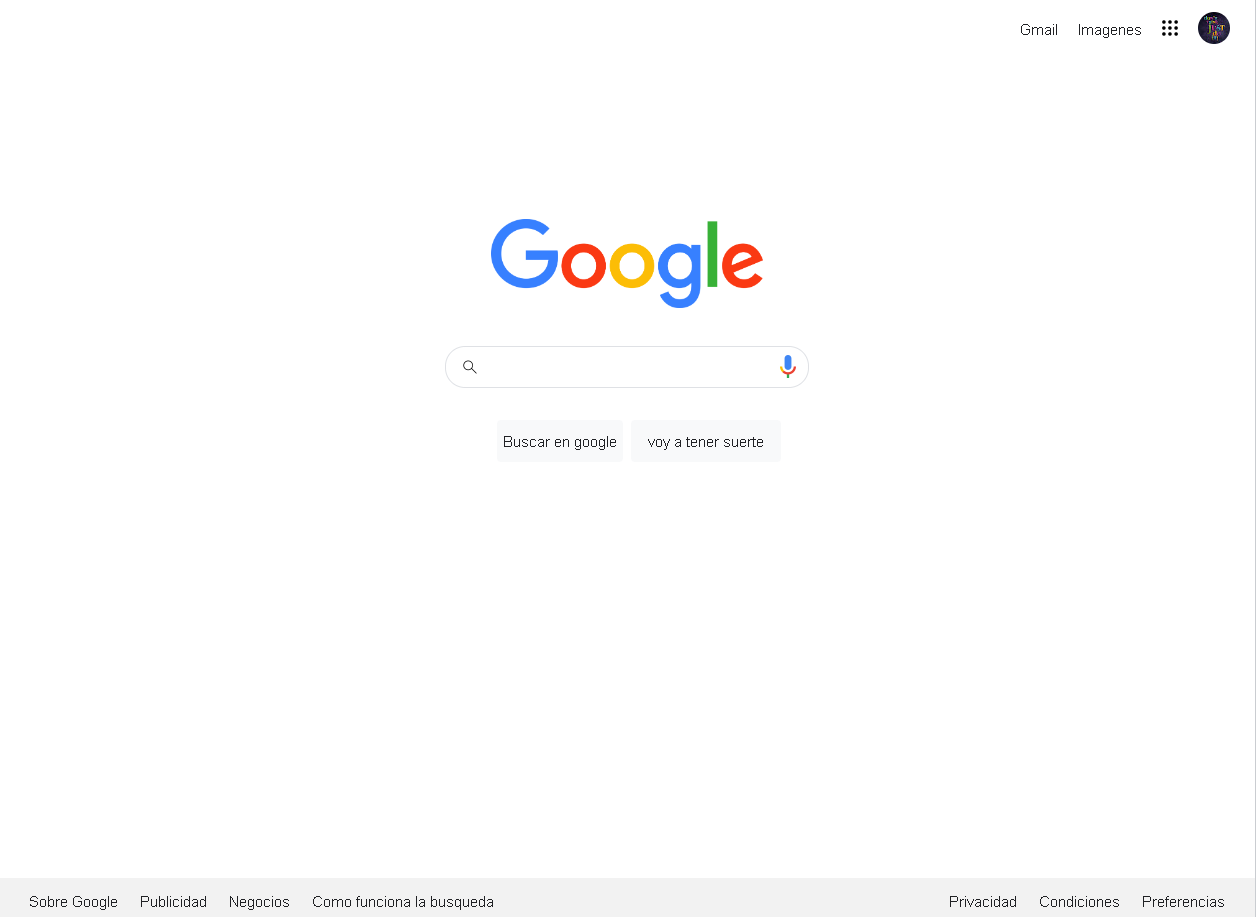 Gmail Imagenes
Google
Buscar en google voy a tener suerte
Sobre Google Publicidad Negocios Como funciona la busqueda Privacidad Condiciones Preferencias